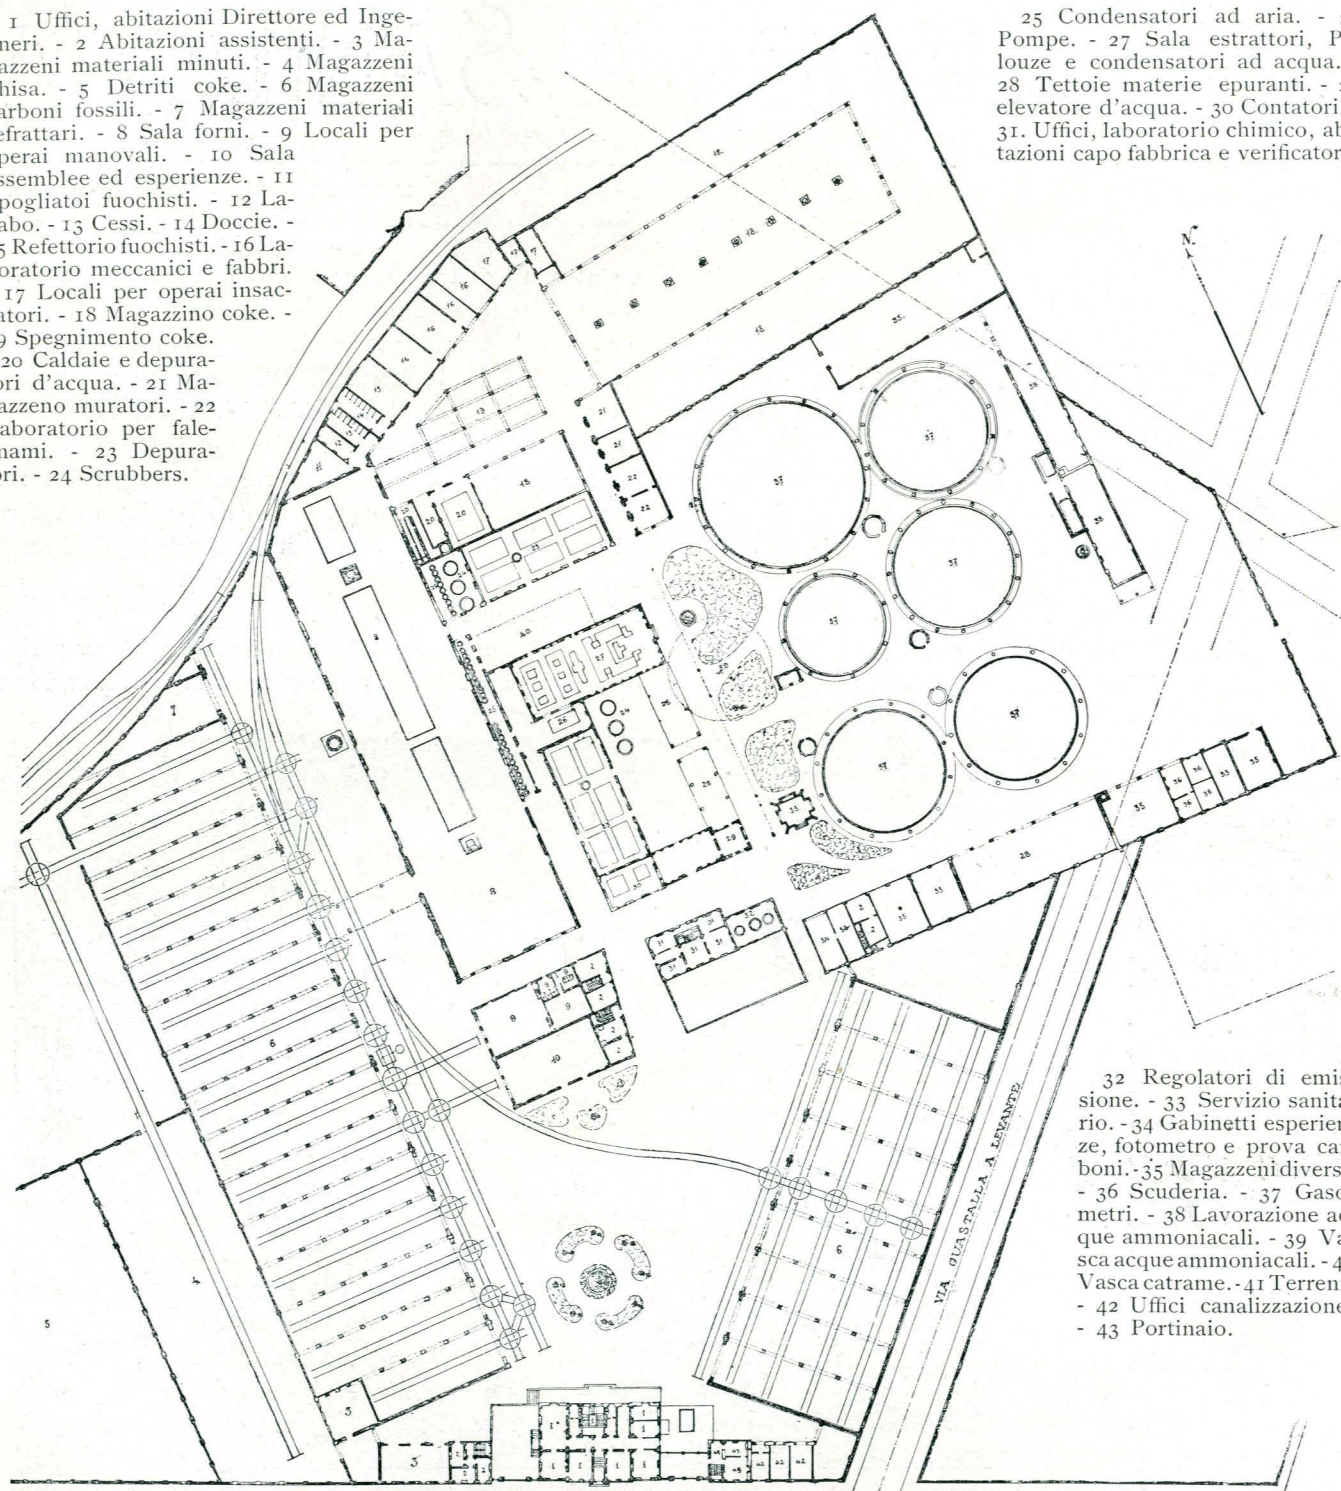 1 Uffici, abitazioni Direttore ed Inge-
neri. - 2 Abitazioni assistenti. - 3 Ma-
azzeni materiali minuti. - 4 Magazzeni
hisa. - 5 Detriti coke. - 6 Magazzeni
arboni fossili. - 7 Magazzeni materiali
efrattari. - 8 Sala forni. - 9 Locali per
perai manovali. - 10 Sala
ssemblee ed esperienze. - 11
pogliatoi fuochisti. - 12 La-
abo. - 13 Cessi. - 14 Doccie. -
5 Refettorio fuochisti. - 16 La-
oratorio meccanici e fabbri.
17 Locali per operai insac-
atori. - 18 Magazzino coke. -
9 Spegnimento coke.
20 Caldaie e depura-
ori d'acqua. - 21 Ma-
azzeno muratori. - 22
aboratorio per fale-
nami. - 23 Depura-
ori. - 24 Scrubbers.
25 Condensatori ad aria. -
Pompe. - 27 Sala estrattori, P
louze e condensatori ad acqua.
28 Tettoie materie epuranti. -
elevatore d'acqua. - 30 Contatori
31. Uffici, laboratorio chimico, ab
tazioni capo fabbrica e verificator
N.
32 Regolatori di emis
sione. - 33 Servizio sanita
rio. - 34 Gabinetti esperien
ze, fotometro e prova ca
boni. - 35 Magazzeni divers
- 36 Scuderia. - 37 Gaso
metri. - 38 Lavorazione ac
que ammoniacali. - 39 Va
sca acque ammoniacali. - 4
Vasca catrame. - 41 Terren
- 42 Uffici canalizzazione
- 43 Portinaio.
VIA GUASTALLA A LEVANTE